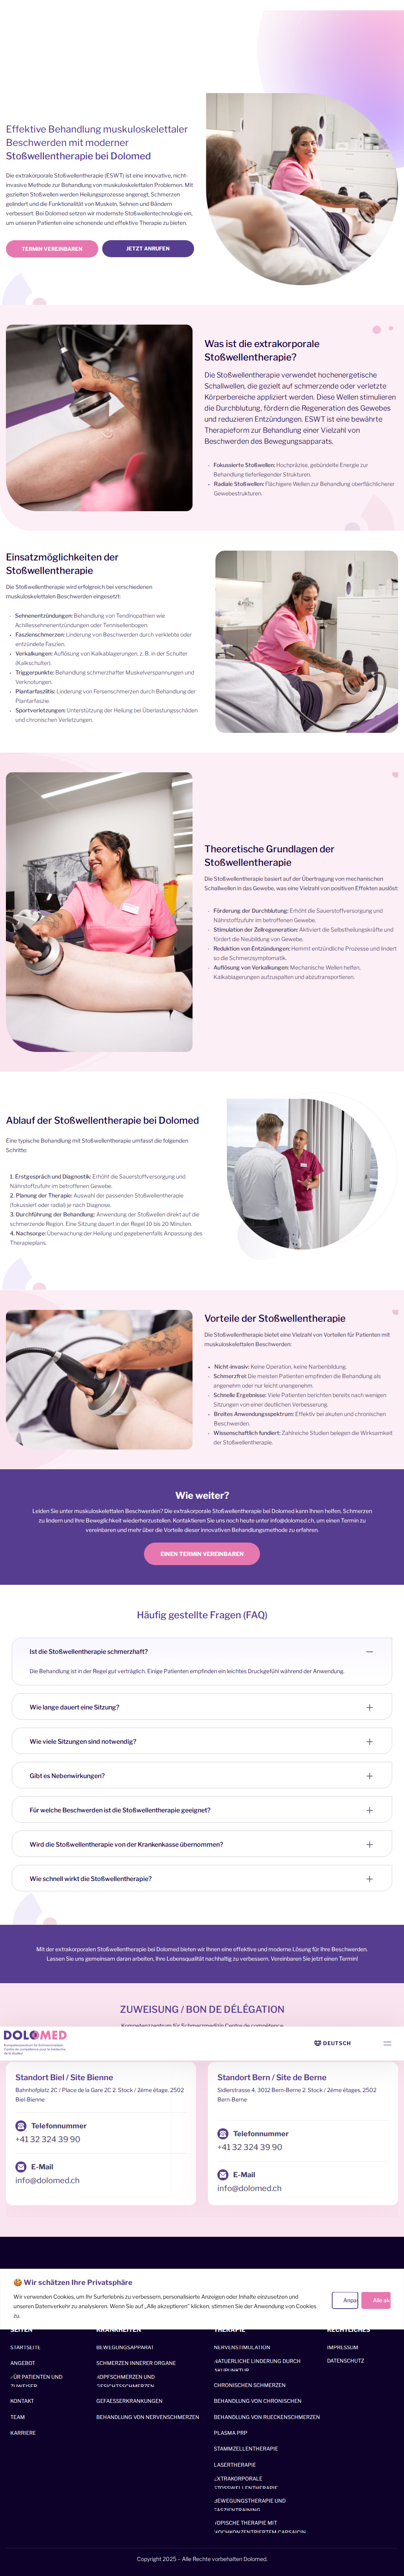 Effektive Behandlung muskuloskelettaler
Beschwerden mit moderner
Stoßwellentherapie bei Dolomed
Die extrakorporale Stoßwellentherapie (ESWT) ist eine innovative, nicht-
invasive Methode zur Behandlung von muskuloskelettalen Problemen. Mit
gezielten Stoßwellen werden Heilungsprozesse angeregt, Schmerzen
gelindert und die Funktionalität von Muskeln, Sehnen und Bändern
verbessert. Bei Dolomed setzen wir modernste Stoßwellentechnologie ein,
um unseren Patienten eine schonende und effektive Therapie zu bieten.
TERMIN VEREINBAREN
JETZT ANRUFEN
Was ist die extrakorporale
Stoßwellentherapie?
Die Stoßwellentherapie verwendet hochenergetische
Schallwellen, die gezielt auf schmerzende oder verletzte
Körperbereiche appliziert werden. Diese Wellen stimulieren
die Durchblutung, fördern die Regeneration des Gewebes
und reduzieren Entzündungen. ESWT ist eine bewährte
Therapieform zur Behandlung einer Vielzahl von
Beschwerden des Bewegungsapparats.
Fokussierte Stoßwellen: Hochpräzise, gebündelte Energie zur
Behandlung tieferliegender Strukturen.
Radiale Stoßwellen: Flächigere Wellen zur Behandlung oberflächlicherer
Gewebestrukturen.
Einsatzmöglichkeiten der
Stoßwellentherapie
Die Stoßwellentherapie wird erfolgreich bei verschiedenen
muskuloskelettalen Beschwerden eingesetzt:
Sehnenentzündungen: Behandlung von Tendinopathien wie
Achillessehnenentzündungen oder Tennisellenbogen.
Faszienschmerzen: Linderung von Beschwerden durch verklebte oder
entzündete Faszien.
Verkalkungen: Auflösung von Kalkablagerungen, z. B. in der Schulter
(Kalkschulter).
Triggerpunkte: Behandlung schmerzhafter Muskelverspannungen und
Verknotungen.
Plantarfasziitis: Linderung von Fersenschmerzen durch Behandlung der
Plantarfaszie.
Sportverletzungen: Unterstützung der Heilung bei Überlastungsschäden
und chronischen Verletzungen.
Theoretische Grundlagen der
Stoßwellentherapie
Die Stoßwellentherapie basiert auf der Übertragung von mechanischen
Schallwellen in das Gewebe, was eine Vielzahl von positiven Effekten auslöst:
Förderung der Durchblutung: Erhöht die Sauerstoffversorgung und
Nährstoffzufuhr im betroffenen Gewebe.
Stimulation der Zellregeneration: Aktiviert die Selbstheilungskräfte und
fördert die Neubildung von Gewebe.
Reduktion von Entzündungen: Hemmt entzündliche Prozesse und lindert
so die Schmerzsymptomatik.
Auflösung von Verkalkungen: Mechanische Wellen helfen,
Kalkablagerungen aufzuspalten und abzutransportieren.
Ablauf der Stoßwellentherapie bei Dolomed
Eine typische Behandlung mit Stoßwellentherapie umfasst die folgenden
Schritte:
1. Erstgespräch und Diagnostik: Erhöht die Sauerstoffversorgung und
Nährstoffzufuhr im betroffenen Gewebe.
2. Planung der Therapie: Auswahl der passenden Stoßwellentherapie
(fokussiert oder radial) je nach Diagnose.
3. Durchführung der Behandlung: Anwendung der Stoßwellen direkt auf die
schmerzende Region. Eine Sitzung dauert in der Regel 10 bis 20 Minuten.
4. Nachsorge: Überwachung der Heilung und gegebenenfalls Anpassung des
Therapieplans.
Vorteile der Stoßwellentherapie
Die Stoßwellentherapie bietet eine Vielzahl von Vorteilen für Patienten mit
muskuloskelettalen Beschwerden:
Nicht-invasiv: Keine Operation, keine Narbenbildung.
Schmerzfrei: Die meisten Patienten empfinden die Behandlung als
angenehm oder nur leicht unangenehm.
Schnelle Ergebnisse: Viele Patienten berichten bereits nach wenigen
Sitzungen von einer deutlichen Verbesserung.
Breites Anwendungsspektrum: Effektiv bei akuten und chronischen
Beschwerden.
Wissenschaftlich fundiert: Zahlreiche Studien belegen die Wirksamkeit
der Stoßwellentherapie.
Wie weiter?
Leiden Sie unter muskuloskelettalen Beschwerden? Die extrakorporale Stoßwellentherapie bei Dolomed kann Ihnen helfen, Schmerzen
zu lindern und Ihre Beweglichkeit wiederherzustellen. Kontaktieren Sie uns noch heute unter info@dolomed.ch, um einen Termin zu
vereinbaren und mehr über die Vorteile dieser innovativen Behandlungsmethode zu erfahren.
EINEN TERMIN VEREINBAREN
Häufig gestellte Fragen (FAQ)
Ist die Stoßwellentherapie schmerzhaft?
Die Behandlung ist in der Regel gut verträglich. Einige Patienten empfinden ein leichtes Druckgefühl während der Anwendung.
Wie lange dauert eine Sitzung?
Wie viele Sitzungen sind notwendig?
Gibt es Nebenwirkungen?
Für welche Beschwerden ist die Stoßwellentherapie geeignet?
Wird die Stoßwellentherapie von der Krankenkasse übernommen?
Wie schnell wirkt die Stoßwellentherapie?
Mit der extrakorporalen Stoßwellentherapie bei Dolomed bieten wir Ihnen eine effektive und moderne Lösung für Ihre Beschwerden.
Lassen Sie uns gemeinsam daran arbeiten, Ihre Lebensqualität nachhaltig zu verbessern. Vereinbaren Sie jetzt einen Termin!
ZUWEISUNG / BON DE DÉLÉGATION
Kompetenzzentrum für Schmerzmedizin Centre de compétence
DOLOMED
Kompetenzzentrum für Schmerzmedizin
Centre de compétence pour la médecine
de la douleur
DEUTSCH
Standort Biel / Site Bienne
Bahnhofplatz 2C / Place de la Gare 2C 2. Stock / 2ème étage, 2502
Biel-Bienne
Telefonnummer
+41 32 324 39 90
E-Mail
info@dolomed.ch
Standort Bern / Site de Berne
Sidlerstrasse 4, 3012 Bern-Berne 2. Stock / 2ème étages, 2502
Bern-Berne
Telefonnummer
+41 32 324 39 90
E-Mail
info@dolomed.ch
🍪 Wir schätzen Ihre Privatsphäre
Wir verwenden Cookies, um Ihr Surferlebnis zu verbessern, personalisierte Anzeigen oder Inhalte einzusetzen und
unseren Datenverkehr zu analysieren. Wenn Sie auf „Alle akzeptieren" klicken, stimmen Sie der Anwendung von Cookies
zu.
Anpa
Alle ak
SEITEN
STARTSEITE
ANGEBOT
FÜR PATIENTEN UND
ZUWEISER
KONTAKT
TEAM
KARRIERE
KRANKHEITEN
BEWEGUNGSAPPARAT
SCHMERZEN INNERER ORGANE
KOPFSCHMERZEN UND
GESICHTSSCHMERZEN
GEFAESSERKRANKUNGEN
BEHANDLUNG VON NERVENSCHMERZEN
THERAPIE
NERVENSTIMULATION
NATUERLICHE LINDERUNG DURCH
AKUPUNKTUR
CHRONISCHEN SCHMERZEN
BEHANDLUNG VON CHRONISCHEN
BEHANDLUNG VON RUECKENSCHMERZEN
PLASMA PRP
STAMMZELLENTHERAPIE
LASERTHERAPIE
EXTRAKORPORALE
STOSSWELLENTHERAPIE
BEWEGUNGSTHERAPIE UND
FASZIENTRAINING
TOPISCHE THERAPIE MIT
HOCHKONZENTRIERTEM CAPSAICIN
RECHTLICHES
IMPRESSUM
DATENSCHUTZ
Copyright 2025 – Alle Rechte vorbehalten Dolomed.